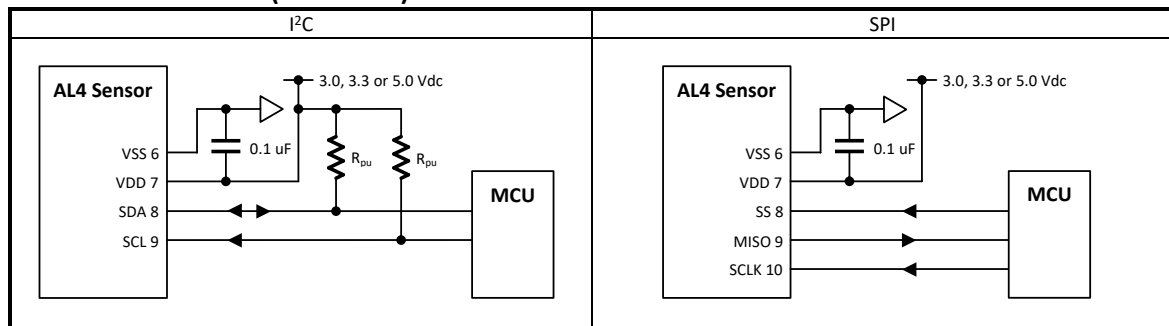 I²C
AL4 Sensor
3.0, 3.3 or 5.0 Vdc
0.1 uF
Rpu
Rpu
VSS 6
VDD 7
SDA 8
SCL 9
MCU
SPI
AL4 Sensor
3.0, 3.3 or 5.0 Vdc
0.1 uF
VSS 6
VDD 7
SS 8
MISO 9
SCLK 10
MCU